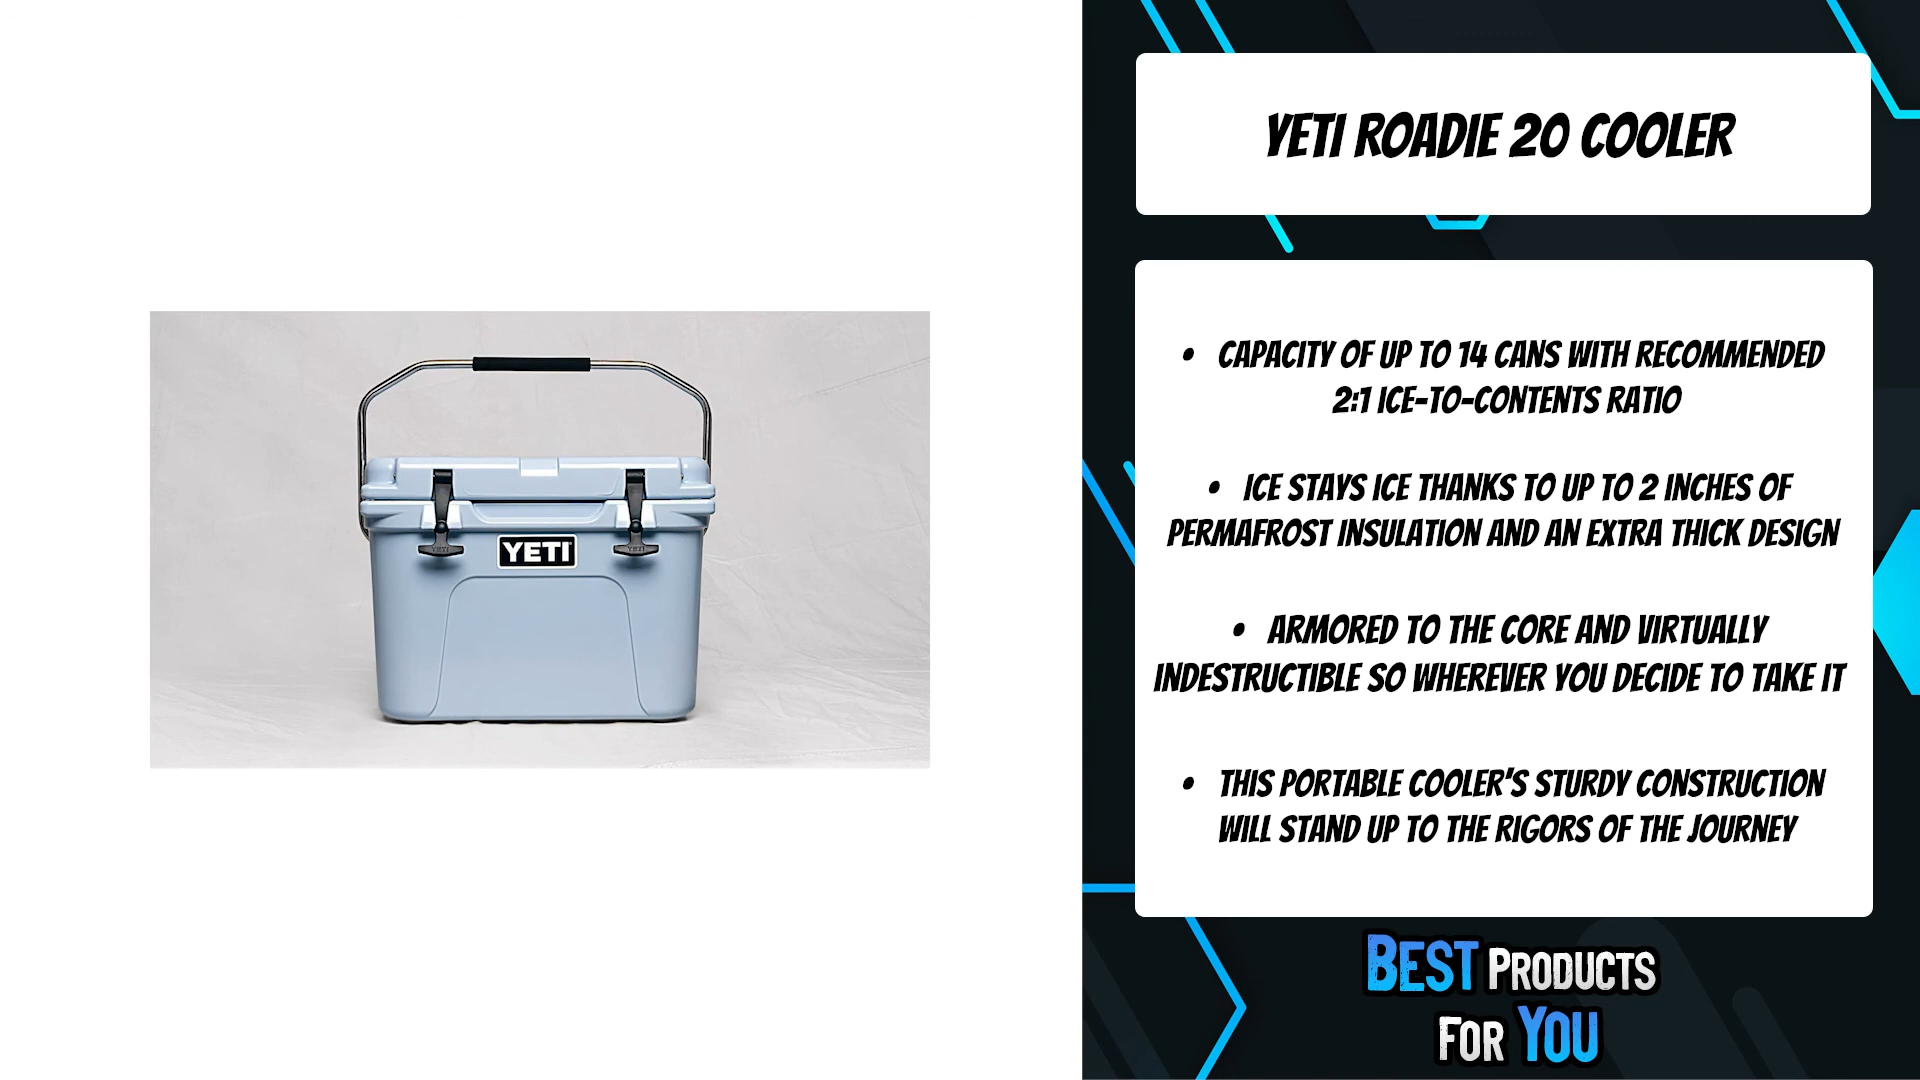 YETI
YETI ROADIE 20 COOLER
• CAPACITY OF UP TO 14 CANS WITH RECOMMENDED
2:1 ICE-TO-CONTENTS RATIO
• ICE STAYS ICE THANKS TO UP TO 2 INCHES OF
PERMAFROST INSULATION AND AN EXTRA THICK DESIGN
• ARMORED TO THE CORE AND VIRTUALLY
INDESTRUCTIBLE SO WHEREVER YOU DECIDE TO TAKE IT
• THIS PORTABLE COOLER'S STURDY CONSTRUCTION
WILL STAND UP TO THE RIGORS OF THE JOURNEY
BEST PRODUCTS
FOR YOU